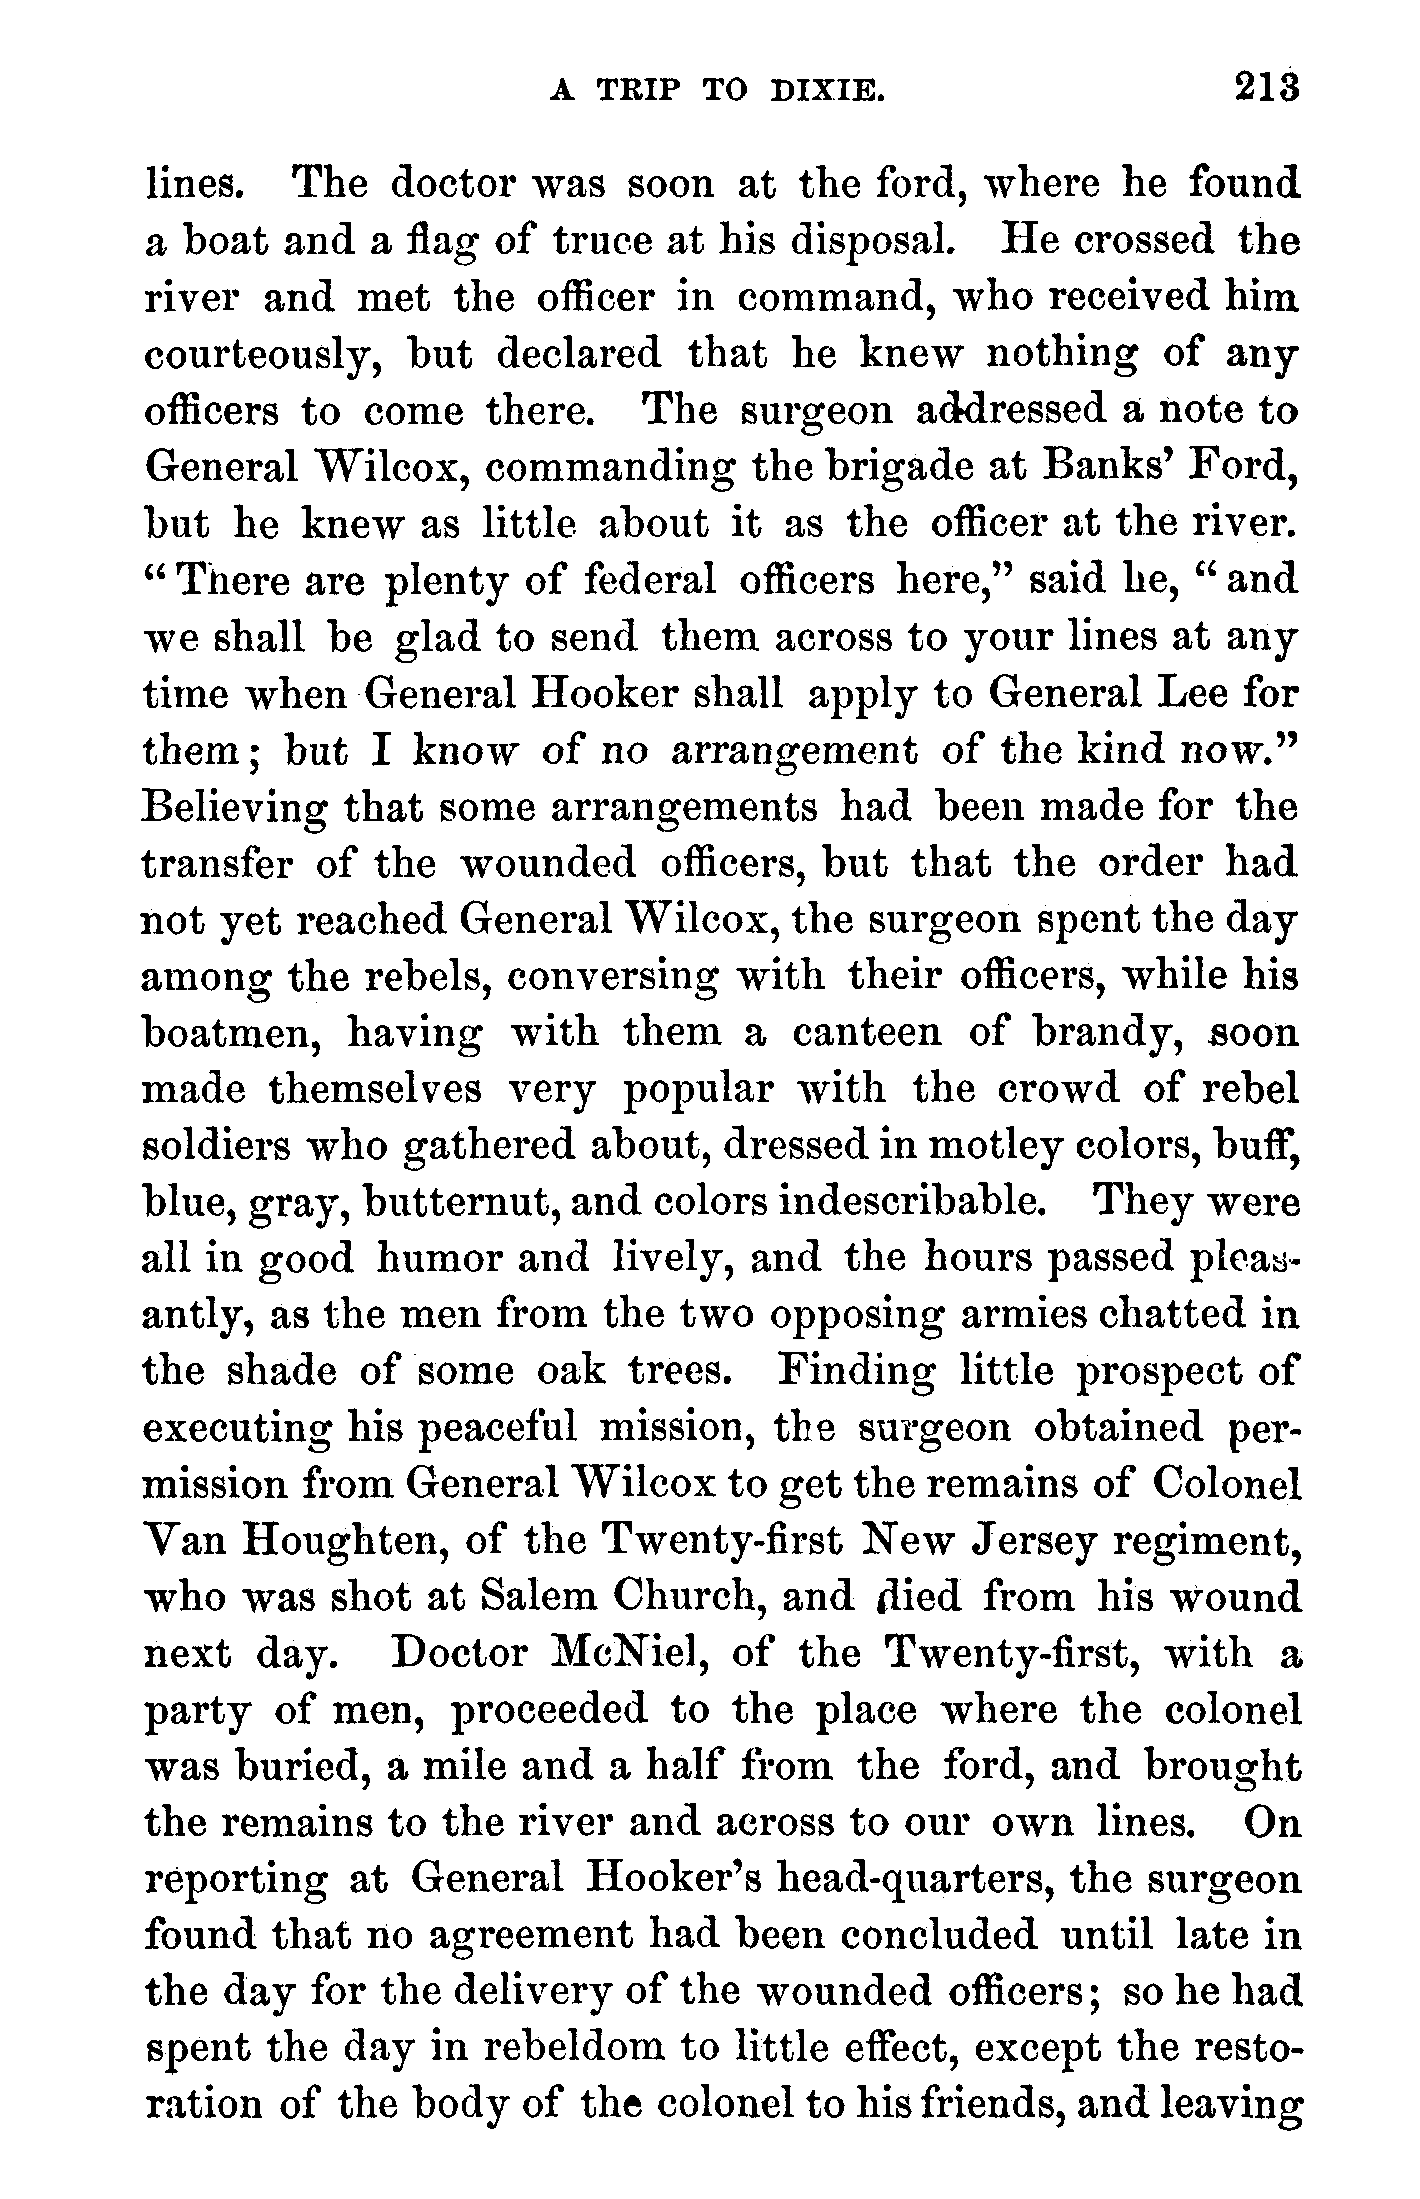 A TRIP TO DIXIE. 213
lines. The doctor was soon at the ford, where he found
a boat and a flag of truce at his disposal. He crossed the
river and met the officer in command, who received him
courteously, but declared that he knew nothing of any
officers to come there. The surgeon addressed a note to
General Wilcox, commanding the brigade at Banks’ Ford,
but he knew as little about it as the officer at the river.
“There are plenty of federal officers here,” said he, “and
we shall be glad to send them across to your lines at any
time when General Hooker shall apply to General Lee for
them; but I know of no arrangement of the kind now.”
Believing that some arrangements had been made for the
transfer of the wounded officers, but that the order had
not yet reached General Wilcox, the surgeon spent the day
among the rebels, conversing with their officers, while his
boatmen, having with them a canteen of brandy, soon
made themselves very popular with the crowd of rebel
soldiers who gathered about, dressed in motley colors, buff,
blue, gray, butternut, and colors indescribable. They were
all in good humor and lively, and the hours passed pleas-
antly, as the men from the two opposing armies chatted in
the shade of some oak trees. Finding little prospect of
executing his peaceful mission, the surgeon obtained per-
mission from General Wilcox to get the remains of Colonel
Van Houghten, of the Twenty-first New Jersey regiment,
who was shot at Salem Church, and died from his wound
next day. Doctor McNiel, of the Twenty-first, with a
party of men, proceeded to the place where the colonel
was buried, a mile and a half from the ford, and brought
the remains to the river and across to our own lines. On
reporting at General Hooker’s head-quarters, the surgeon
found that no agreement had been concluded until late in
the day for the delivery of the wounded officers; so he had
spent the day in rebeldom to little effect, except the resto-
ration of the body of the colonel to his friends, and leaving